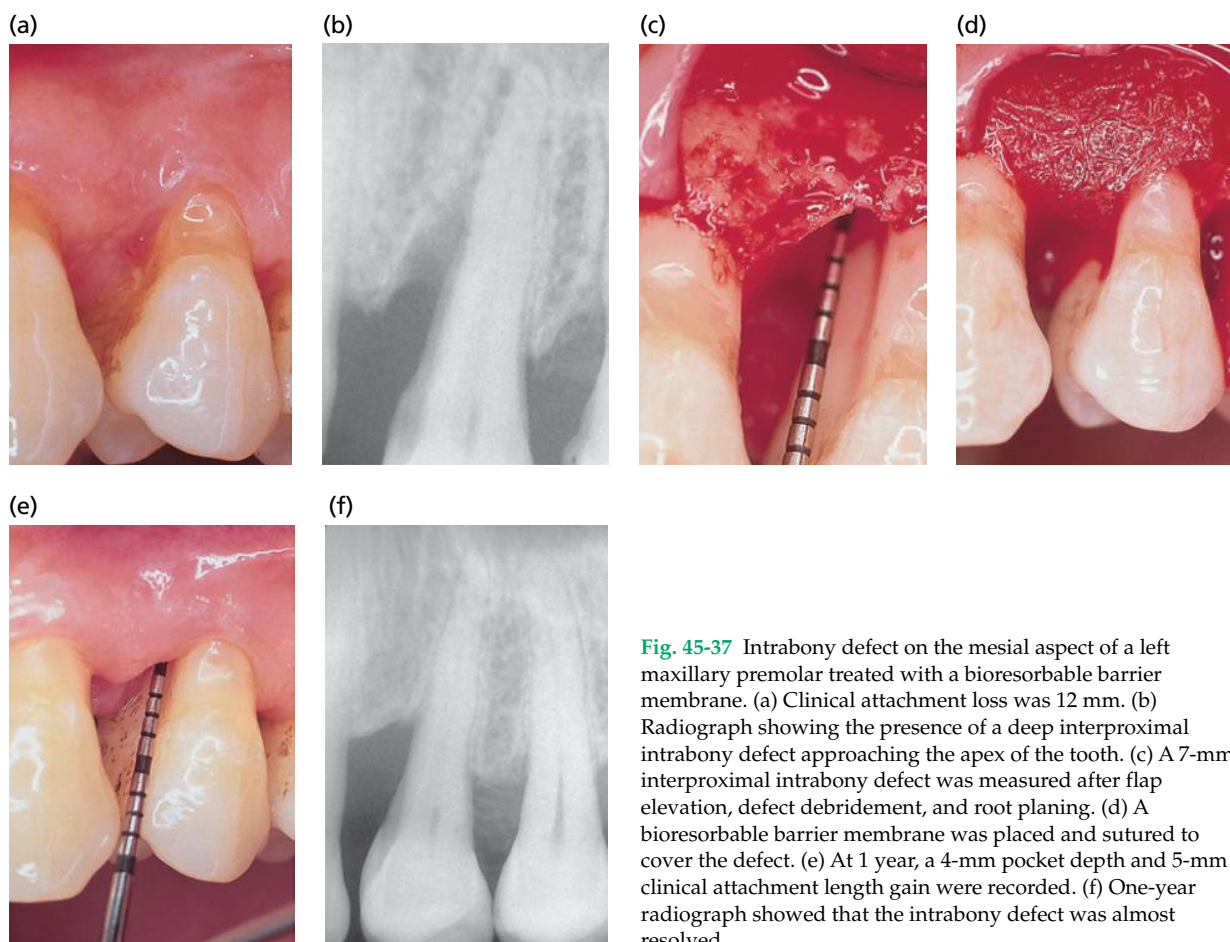 (a)
(b)
(c)
(d)
(e)
(f)
Fig. 45-37 Intrabony defect on the mesial aspect of a left
maxillary premolar treated with a bioresorbable barrier
membrane. (a) Clinical attachment loss was 12 mm. (b)
Radiograph showing the presence of a deep interproximal
intrabony defect approaching the apex of the tooth. (c) A 7-mm
interproximal intrabony defect was measured after flap
elevation, defect debridement, and root planing. (d) A
bioresorbable barrier membrane was placed and sutured to
cover the defect. (e) At 1 year, a 4-mm pocket depth and 5-mm
clinical attachment length gain were recorded. (f) One-year
radiograph showed that the intrabony defect was almost
resolved.